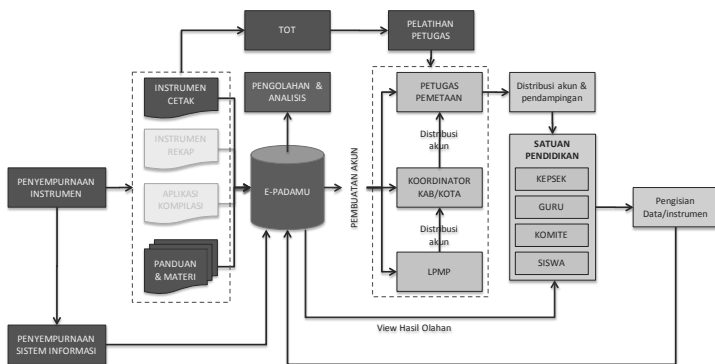 TOT
PELATIHAN
PETUGAS
INSTRUMEN
CETAK
PENGOLAHAN &
ANALISIS
PETUGAS
PEMETAAN
Distribusi akun &
pendampingan
INSTRUMEN
REKAP
Distribusi
akun
SATUAN
PENDIDIKAN
KEPSEK
PENYEMPURNAAN
INSTRUMEN
APLIKASI
KOMPILASI
E-PADAMU
PEMBUATAN AKUN
KOORDINATOR
KAB/KOTA
GURU
Pengisian
Data/instrumen
Distribusi
akun
KOMITE
PANDUAN
& MATERI
LPMP
SISWA
View Hasil Olahan
PENYEMPURNAAN
SISTEM INFORMASI